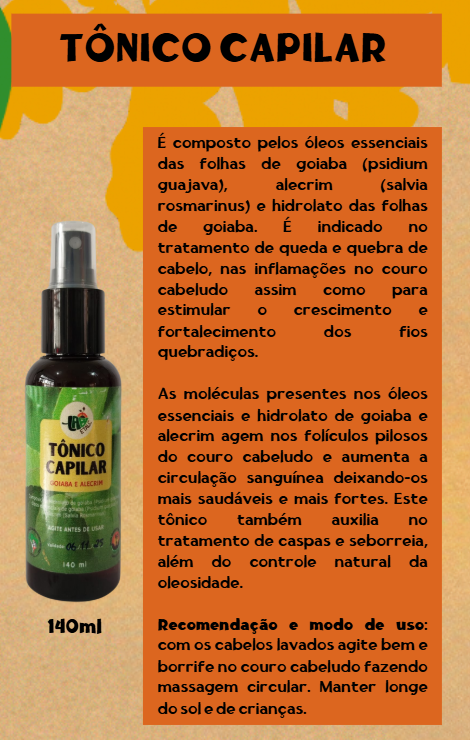 TÔNICO CAPILAR
É composto pelos óleos essenciais
das folhas de goiaba (psidium
guajava), alecrim (salvia
rosmarinus) e hidrolato das folhas
de goiaba. É indicado no
tratamento de queda e quebra de
cabelo, nas inflamações no couro
cabeludo assim como para
estimular o crescimento e
fortalecimento dos fios
quebradiços.
As moléculas presentes nos óleos
essenciais e hidrolato de goiaba e
alecrim agem nos folículos pilosos
do couro cabeludo e aumenta a
circulação sanguínea deixando-os
mais saudáveis e mais fortes. Este
tônico também auxilia no
tratamento de caspas e seborreia,
além do controle natural da
oleosidade.
Recomendação e modo de uso:
com os cabelos lavados agite bem e
borrife no couro cabeludo fazendo
massagem circular. Manter longe
do sol e de crianças.
TÔNICO
CAPILAR
GOIABA E ALECRIM
AGITE ANTES DE USAR
140 ml
140ml